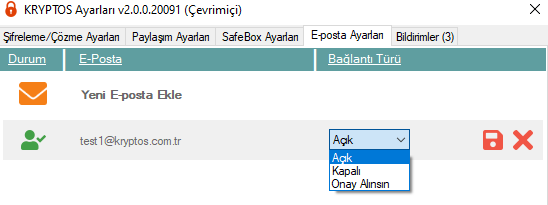 KRYPTOS Ayarları v2.0.0.20091 (Çevrimiçi)
Şifreleme/Çözme Ayarları Paylaşım Ayarları SafeBox Ayarları E-posta Ayarları Bildirimler (3)
Durum E-Posta Bağlantı Türü
Yeni E-posta Ekle
test1@kryptos.com.tr Açık
Açık
Kapalı
Onay Alınsın